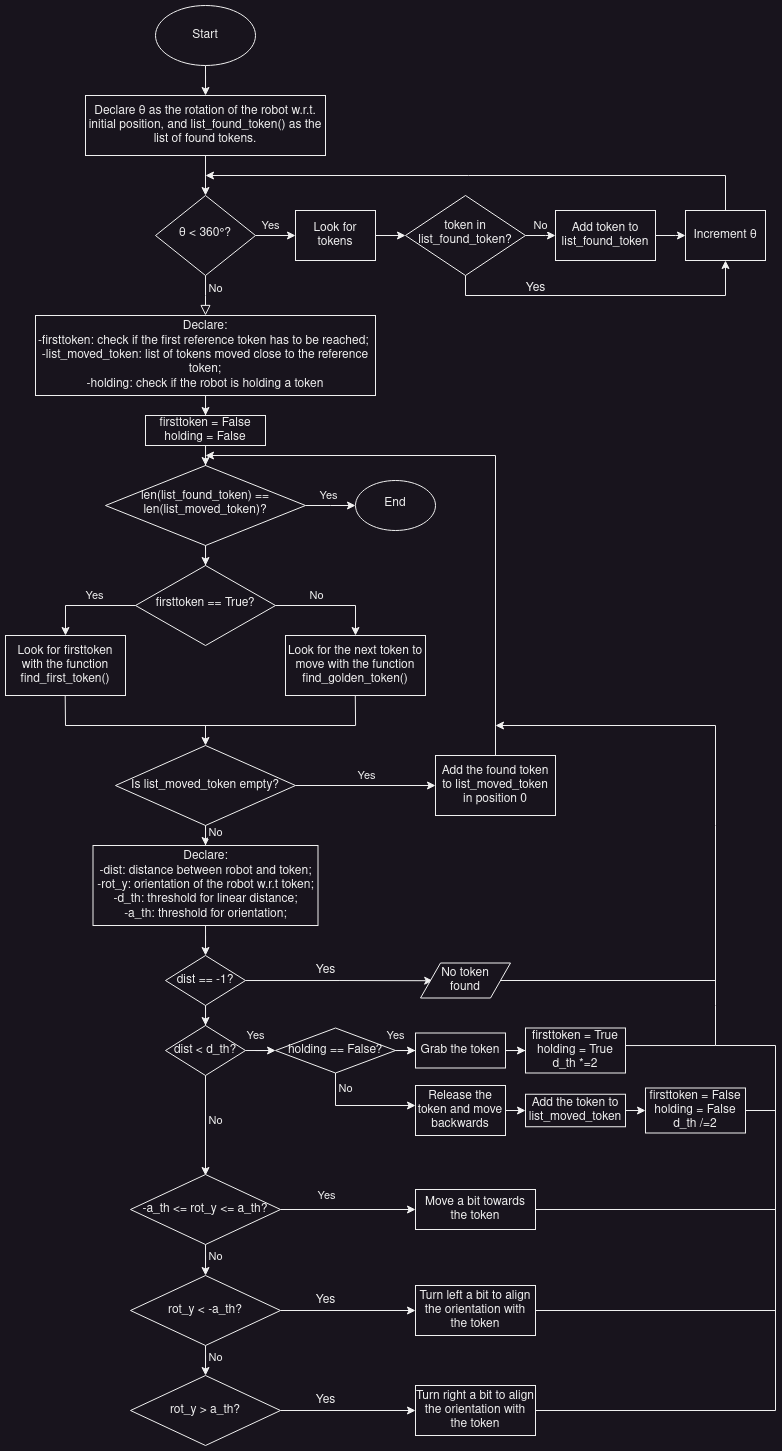 Start
Declare θ as the rotation of the robot w.r.t.
initial position, and list_found_token() as the
list of found tokens.
θ < 360°?
Yes
Look for
tokens
token in
list_found_token?
No
Add token to
list_found_token
Increment θ
Yes
No
Declare:
-firsttoken: check if the first reference token has to be reached;
-list_moved_token: list of tokens moved close to the reference
token;
-holding: check if the robot is holding a token
firsttoken = False
holding = False
len(list_found_token) ==
len(list_moved_token)?
Yes
End
firsttoken == True?
Yes
No
Look for firsttoken
with the function
find_first_token()
Look for the next token to
move with the function
find_golden_token()
Is list_moved_token empty?
Yes
Add the found token
to list_moved_token
in position 0
No
Declare:
-dist: distance between robot and token;
-rot_y: orientation of the robot w.r.t token;
-d_th: threshold for linear distance;
-a_th: threshold for orientation;
dist == -1?
Yes
No token
found
dist < d_th?
Yes
holding == False?
Yes
Grab the token
firsttoken = True
holding = True
d_th *=2
No
Release the
token and move
backwards
Add the token to
list_moved_token
firsttoken = False
holding = False
d_th /=2
No
-a_th <= rot_y <= a_th?
Yes
Move a bit towards
the token
No
rot_y < -a_th?
Yes
Turn left a bit to align
the orientation with
the token
No
rot_y > a_th?
Yes
Turn right a bit to align
the orientation with
the token